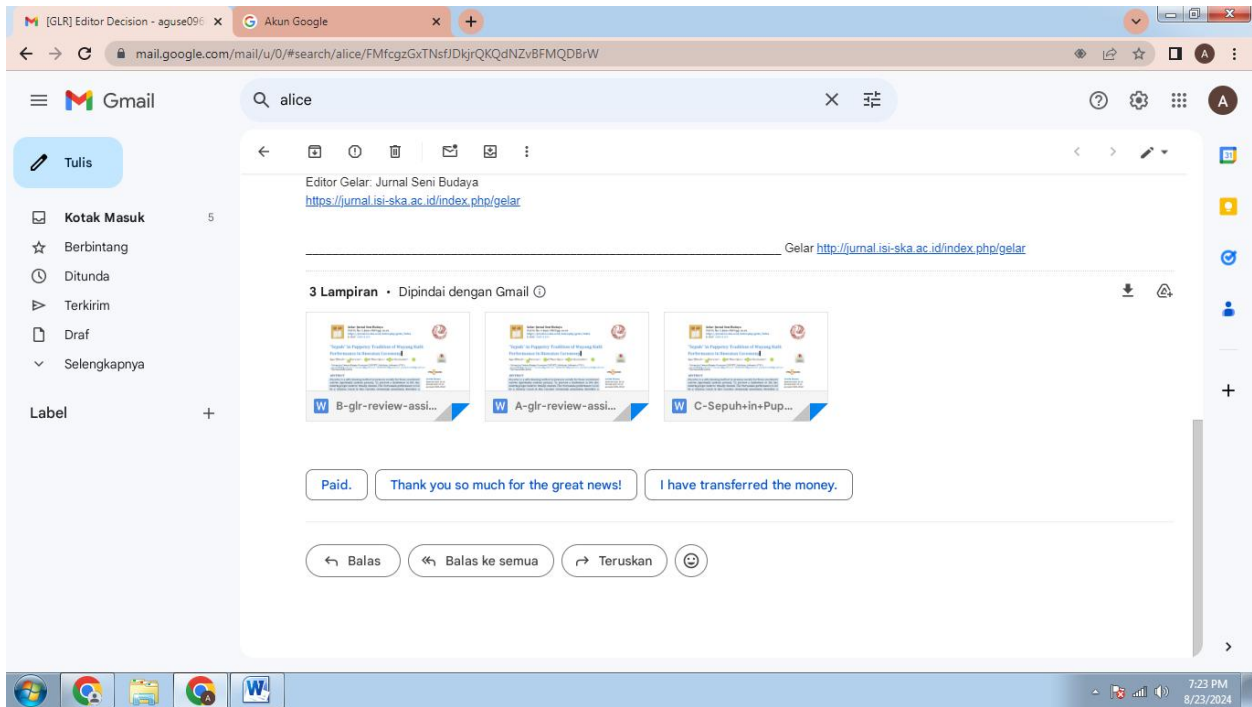 [GLR] Editor Decision - aguse096
Akun Google
mail.google.com/mail/u/0/#search/alice/FMfcgzGxTNsfJDkjrQKQdNZvBFMQDBrW
A
Gmail
alice
A
Tulis
31
Editor Gelar: Jurnal Seni Budaya
https://jurnal.isi-ska.ac.id/index.php/gelar
Kotak Masuk 5
Berbintang
Ditunda
Terkirim
Draf
Selengkapnya
Label
Gelar http://jurnal.isi-ska.ac.id/index.php/gelar
3 Lampiran • Dipindai dengan Gmail
W B-glr-review-assi...
W A-glr-review-assi...
W C-Sepuh+in+Pup...
Paid.
Thank you so much for the great news!
I have transferred the money.
Balas
Balas ke semua
Teruskan
7:23 PM
8/23/2024